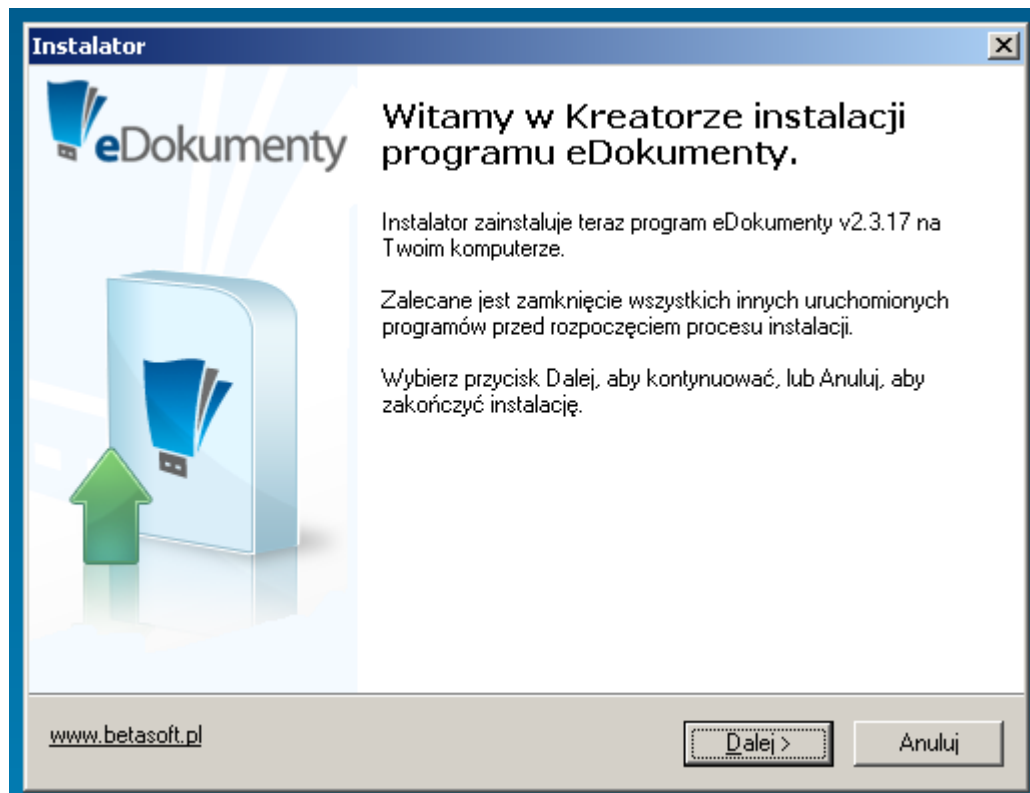 Instalator
eDokumenty
Witamy w Kreatorze instalacji
programu eDokumenty.
Instalator zainstaluje teraz program eDokumenty v2.3.17 na
Twoim komputerze.
Zalecane jest zamknięcie wszystkich innych uruchomionych
programów przed rozpoczęciem procesu instalacji.
Wybierz przycisk Dalej, aby kontynuować, lub Anuluj, aby
zakończyć instalację.
www.betasoft.pl
Dalej >
Anuluj